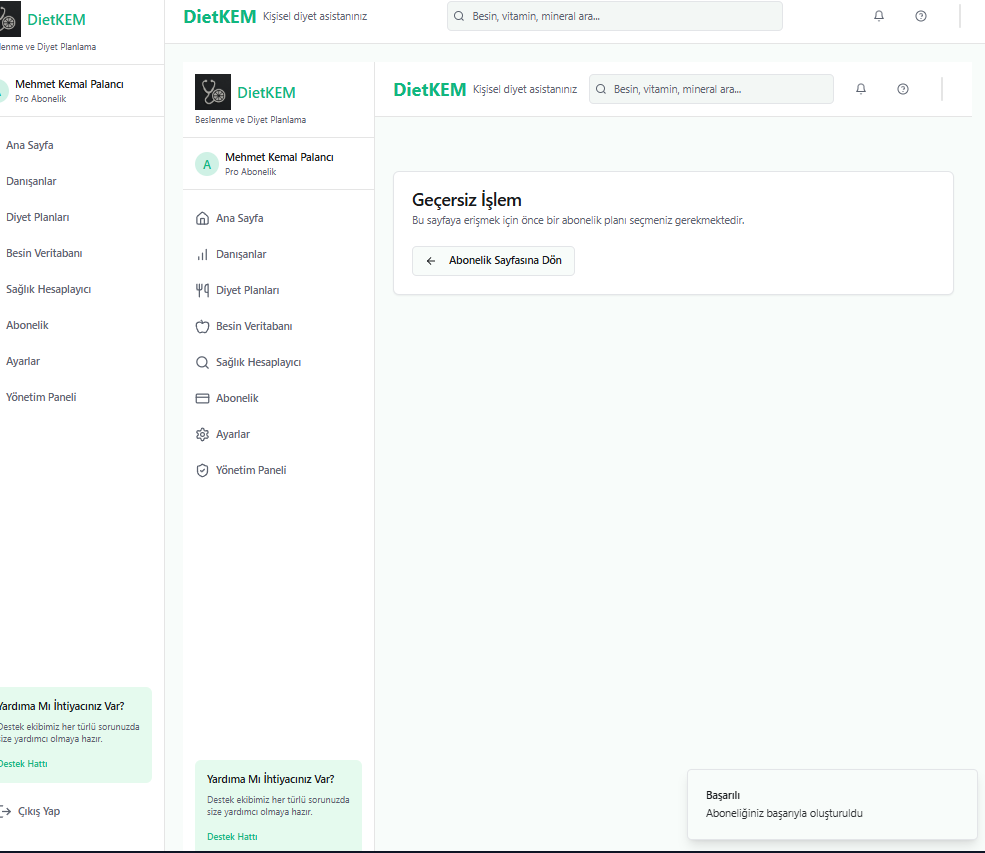 DietKEM
Mehmet Kemal Palancı
Pro Abonelik
Ana Sayfa
Danışanlar
Diyet Planları
Besin Veritabanı
Sağlık Hesaplayıcı
Abonelik
Ayarlar
Yönetim Paneli
Yardıma Mı İhtiyacınız Var?
Destek ekibimiz her türlü sorunuzda
size yardımcı olmaya hazır.
Destek Hattı
Çıkış Yap
DietKEM Kişisel diyet asistanınız
Besin, vitamin, mineral ara...
DietKEM
Beslenme ve Diyet Planlama
A
Mehmet Kemal Palancı
Pro Abonelik
Ana Sayfa
Danışanlar
Diyet Planları
Besin Veritabanı
Sağlık Hesaplayıcı
Abonelik
Ayarlar
Yönetim Paneli
Yardıma Mı İhtiyacınız Var?
Destek ekibimiz her türlü sorunuzda
size yardımcı olmaya hazır.
Destek Hattı
DietKEM Kişisel diyet asistanınız
Besin, vitamin, mineral ara...
Geçersiz İşlem
Bu sayfaya erişmek için önce bir abonelik planı seçmeniz gerekmektedir.
Abonelik Sayfasına Dön
Başarılı
Aboneliğiniz başarıyla oluşturuldu